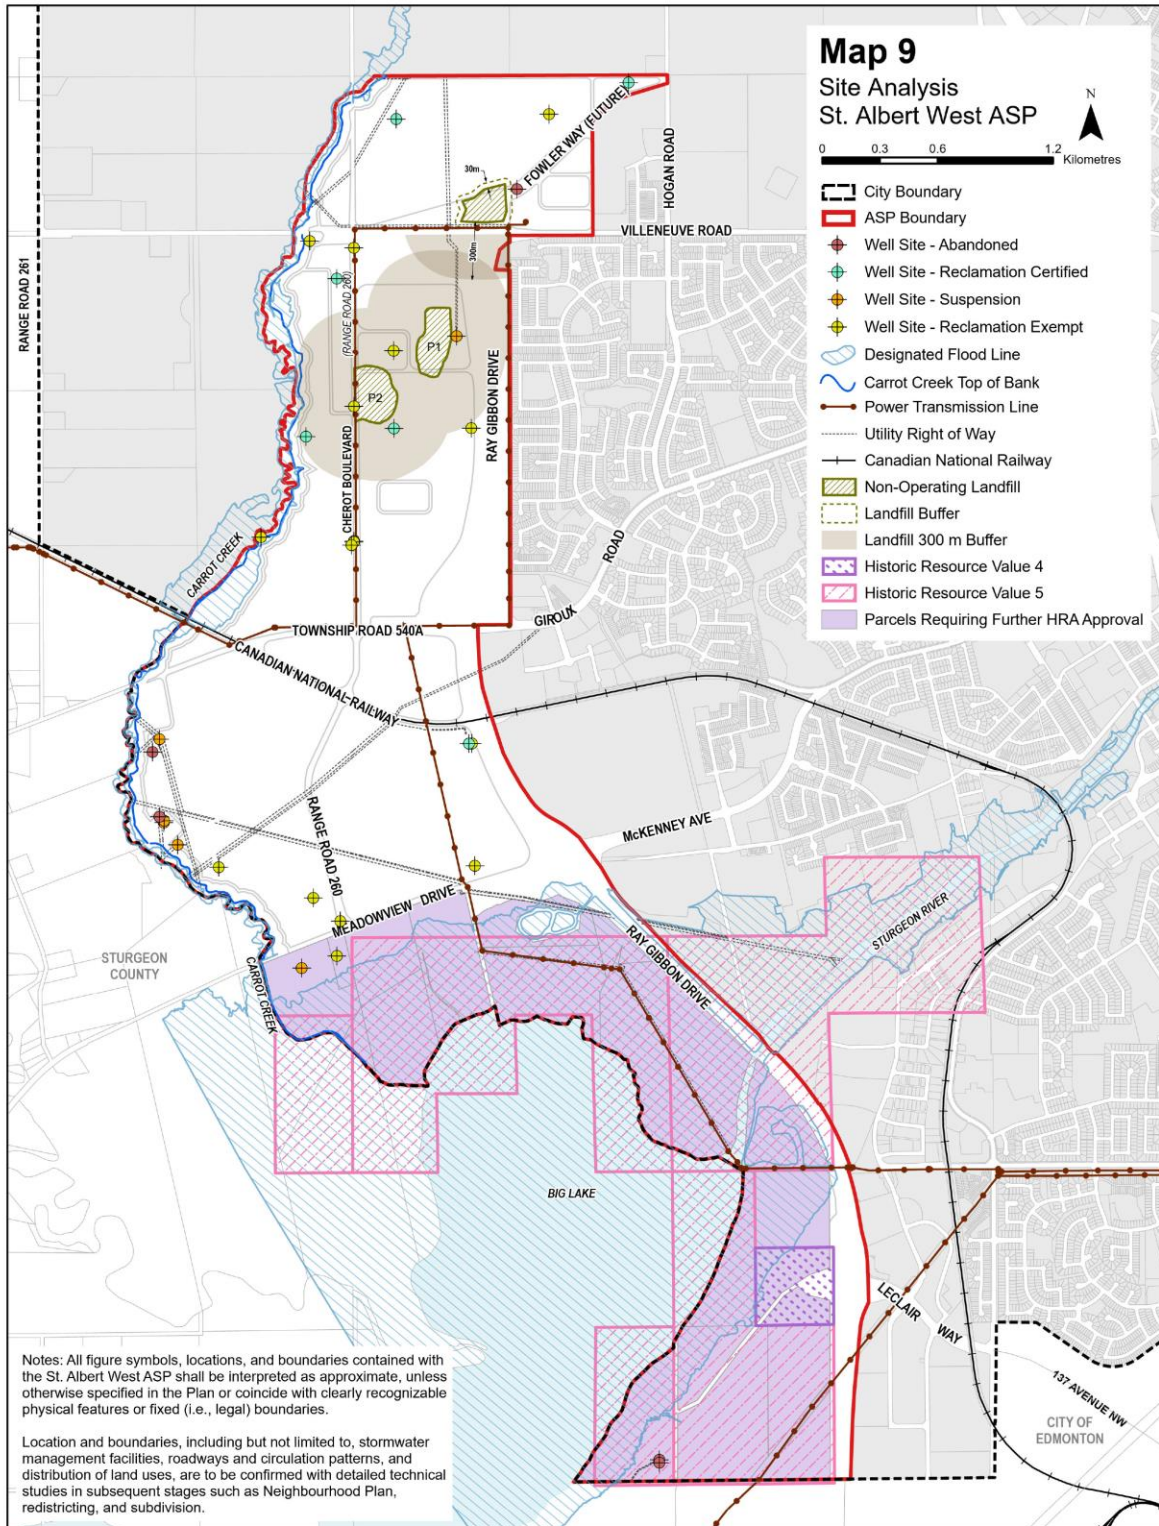 Map 9
Site Analysis
St. Albert West ASP
N
0 0.3 0.6 1.2
Kilometres
City Boundary
ASP Boundary
Well Site - Abandoned
Well Site - Reclamation Certified
Well Site - Suspension
Well Site - Reclamation Exempt
Designated Flood Line
Carrot Creek Top of Bank
Power Transmission Line
Utility Right of Way
Canadian National Railway
Non-Operating Landfill
Landfill Buffer
Landfill 300 m Buffer
Historic Resource Value 4
Historic Resource Value 5
Parcels Requiring Further HRA Approval
FOWLER WAY (FUTURE)
HOGAN ROAD
30m
VILLENEUVE ROAD
300m
RANGE ROAD 261
(RANGE ROAD 260)
P1
P2
RAY GIBBON DRIVE
CHEROT BOULEVARD
CARROT CREEK
GIROUX
ROAD
TOWNSHIP ROAD 540A
CANADIAN NATIONAL RAILWAY
RANGE ROAD 260
McKENNEY AVE
MEADOWVIEW DRIVE
STURGEON RIVER
RAY GIBBON DRIVE
STURGEON
COUNTY
CARROT CREEK
BIG LAKE
LECLAIR WAY
137 AVENUE NW
CITY OF
EDMONTON
Notes: All figure symbols, locations, and boundaries contained with
the St. Albert West ASP shall be interpreted as approximate, unless
otherwise specified in the Plan or coincide with clearly recognizable
physical features or fixed (i.e., legal) boundaries.
Location and boundaries, including but not limited to, stormwater
management facilities, roadways and circulation patterns, and
distribution of land uses, are to be confirmed with detailed technical
studies in subsequent stages such as Neighbourhood Plan,
redistricting, and subdivision.